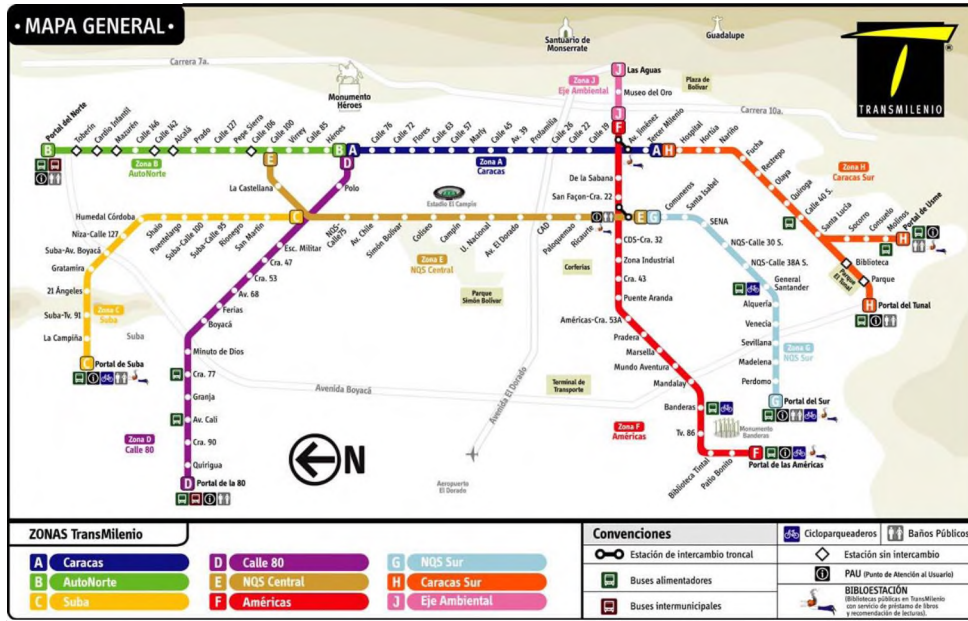 • MAPA GENERAL •
Santuario de
Monserrate
Guadalupe
TRANSMILENIO
®
Carrera 7a.
Monumento
Héroes
Zona J
Eje Ambiental
J
Las Aguas
Museo del Oro
J
F
Plaza de
Bolívar
Carrera 10a.
Portal del Norte
Toberín
Cardio Infantil
Mazurén
Calle 146
Calle 142
Alcalá
Prado
Calle 127
Pepe Sierra
Calle 106
Calle 100
Virrey
Calle 85
Héroes
Calle 76
Calle 72
Flores
Calle 63
Calle 57
Marly
Calle 45
Av. 39
Profamilia
Calle 26
Calle 22
Calle 19
Av. Jiménez
Tercer Milenio
Hospital
Hortúa
Nariño
Fucha
Restrepo
Olaya
Quiroga
Calle 40 S.
Santa Lucía
Socorro
Consuelo
Molinos
Portal de Usme
B
Zona B
AutoNorte
E
B
A
D
Zona A
Caracas
A
H
Zona H
Caracas Sur
H
Biblioteca
Parque
Parque
El Tunal
H
Portal del Tunal
Polo
La Castellana
Estadio El Campín
De la Sabana
San Façon-Cra. 22
Humedal Córdoba
Niza-Calle 127
Suba-Av. Boyacá
Gratamira
21 Ángeles
Suba-Tv. 91
La Campiña
C
Portal de Suba
Zona C
Suba
Suba
Shaio
Puentelargo
Suba-Calle 100
Suba-Calle 95
Rionegro
San Martín
C
NQS-
Calle75
Av. Chile
Simón Bolívar
Coliseo
Campín
U. Nacional
Av. El Dorado
CAD
Paloquemao
Ricaurte
E
G
Comuneros
Santa Isabel
SENA
NQS-Calle 30 S.
NQS-Calle 38A S.
General
Santander
Alquería
Venecia
Sevillana
Madelena
Perdomo
G
Portal del Sur
Zona G
NQS Sur
Zona E
NQS Central
Parque
Simón Bolívar
Corferias
Esc. Militar
Cra. 47
Cra. 53
Av. 68
Ferias
Boyacá
Minuto de Dios
Cra. 77
Granja
Av. Cali
Cra. 90
Quirigua
D
Portal de la 80
Zona D
Calle 80
CDS-Cra. 32
Zona Industrial
Cra. 43
Puente Aranda
Américas-Cra. 53A
Pradera
Marsella
Mundo Aventura
Mandalay
Banderas
Tv. 86
Biblioteca Tintal
Patio Bonito
F
Portal de las Américas
Zona F
Américas
Monumento
Banderas
Terminal de
Transporte
Avenida Boyacá
Avenida El Dorado
Aeropuerto
El Dorado
N
ZONAS TransMilenio
A Caracas
B AutoNorte
C Suba
D Calle 80
E NQS Central
F Américas
G NQS Sur
H Caracas Sur
J Eje Ambiental
Convenciones
Estación de intercambio troncal
Buses alimentadores
Buses intermunicipales
Cicloparqueaderos
Baños Públicos
Estación sin intercambio
PAU (Punto de Atención al Usuario)
BIBLOESTACIÓN
(Bibliotecas públicas en TransMilenio
con servicio de préstamo de libros
y recomendación de lecturas).